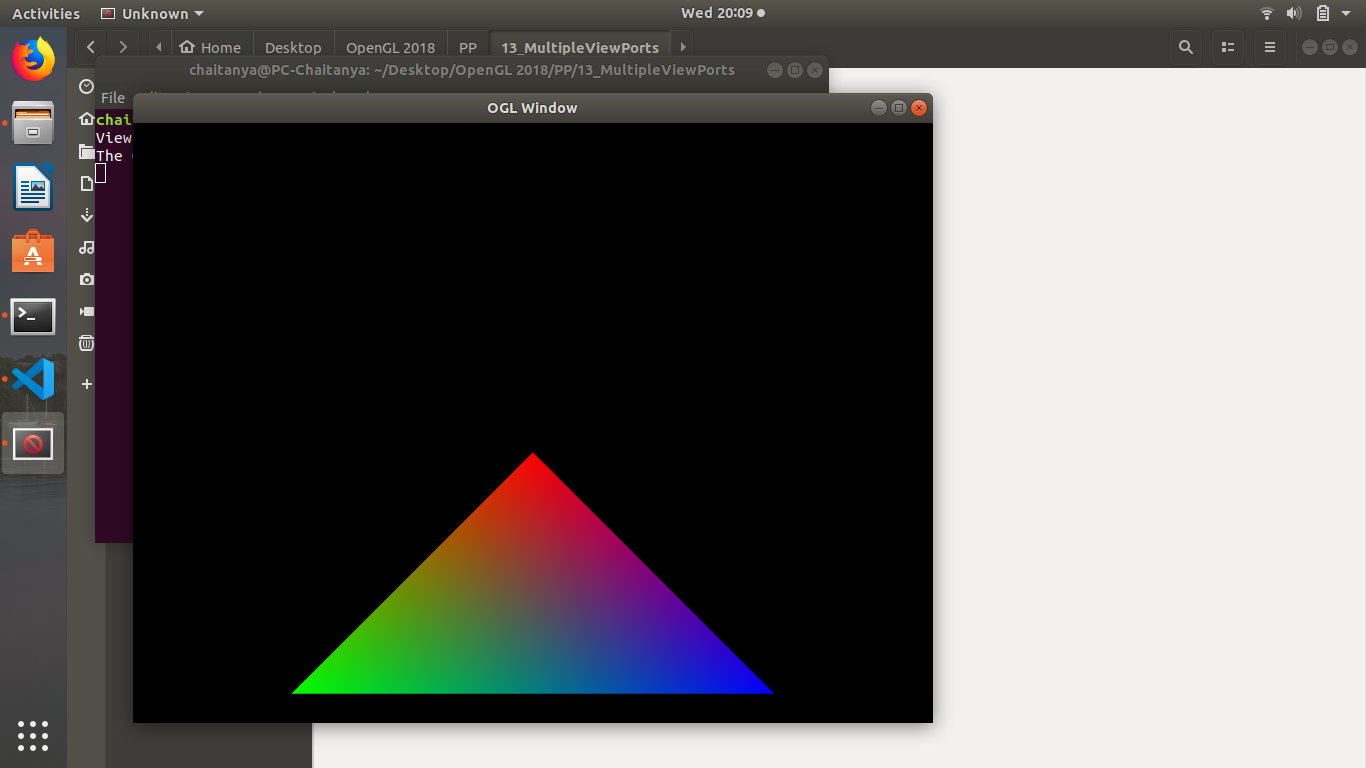 Activities Unknown Wed 20:09
Home Desktop OpenGL 2018 PP 13_MultipleViewPorts
chaitanya@PC-Chaitanya: ~/Desktop/OpenGL 2018/PP/13_MultipleViewPorts
File
OGL Window
chai
View
The